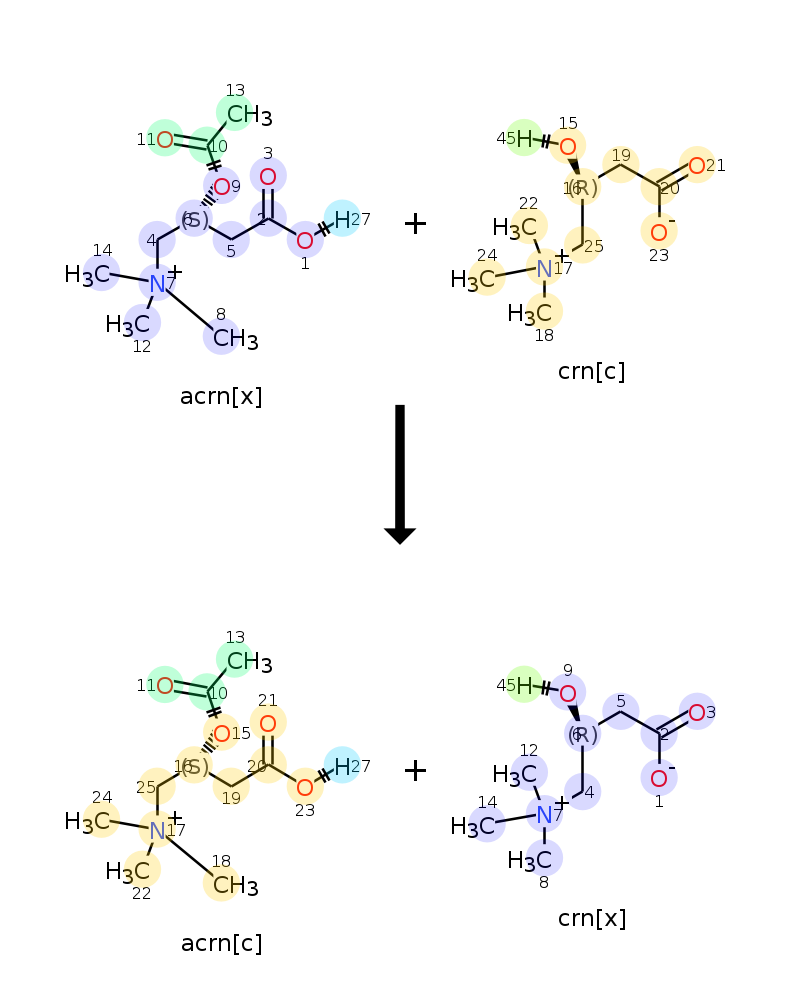 13
CH3
11 O 10
O 9
3
O
(S) 6
2
H 27
O
1
4
5
14
H3C
N+ 7
H3C
12
8
CH3
acrn[x]
+
45 H
15
O
16 (R)
19
20
O 21
O-
23
22
H3C
24
H3C
N+ 17
25
H3C
18
crn[c]
13
CH3
11 O 10
O 15
21
O
16 (S)
20
H 27
O
23
25
19
24
H3C
N+ 17
H3C
22
18
CH3
acrn[c]
+
45 H
9
O
6 (R)
5
2
O 3
O-
1
12
H3C
14
H3C
N+ 7
4
H3C
8
crn[x]